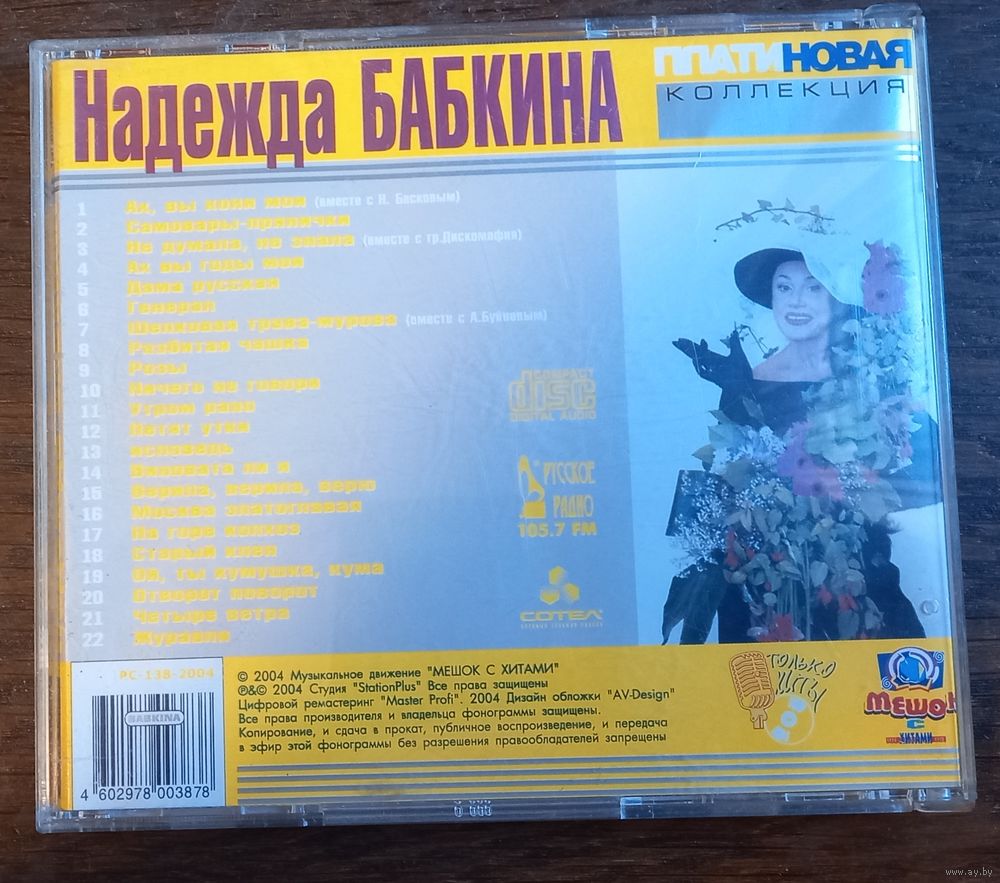 Надежда БАБКИНА
ПЛАТИНОВАЯ
КОЛЛЕКЦИЯ
1 Ах, вы кони мои (вместе с Н. Басковым)
2 Самовары-прялички
3 Не думала, не знала (вместе с гр.Дискомафия)
4 Ах вы годы мои
5 Дама русская
6 Генерал
7 Шелковая трава-мурова (вместе с А.Буйновым)
8 Разбитая чашка
9 Розы
10 Ничего не говори
11 Утром рано
12 Летят утки
13 исповедь
14 Виновата ли я
15 Верила, верила, верю
16 Москва златоглавая
17 На горе колхоз
18 Старый клен
19 Ой, ты кумушка, кума
20 Отворот поворот
21 Четыре ветра
22 Муравли
COMPACT
disc
DIGITAL AUDIO
РУССКОЕ
РАДИО
105.7 FM
СОТЕЛ
РС-138-2004
BABKINA
4 602978 003878
© 2004 Музыкальное движение "МЕШОК С ХИТАМИ"
℗&© 2004 Студия "StationPlus" Все права защищены
Цифровой ремастеринг "Master Profi". 2004 Дизайн обложки "AV-Design"
Все права производителя и владельца фонограммы защищены.
Копирование, и сдача в прокат, публичное воспроизведение, и передача
в эфир этой фонограммы без разрешения правообладателей запрещены
ТОЛЬКО
ХИТЫ
МЕШОК
С
ХИТАМИ
www.ay.by